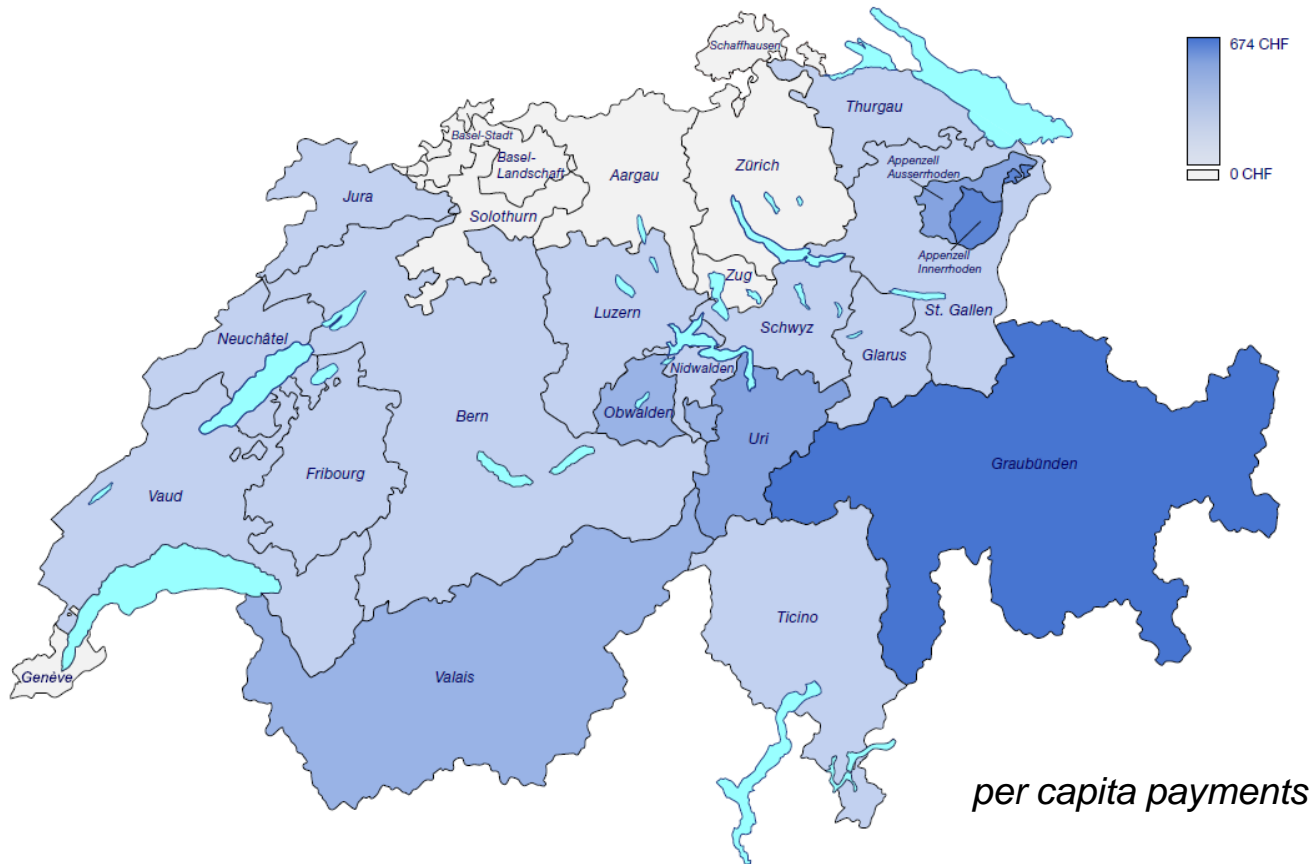 Schaffhausen
674 CHF
Thurgau
Basel-Stadt
Basel-
Landschaft
Aargau
Zürich
Appenzell
Ausserrhoden
0 CHF
Jura
Solothurn
Appenzell
Innerrhoden
Zug
Luzern
Schwyz
St. Gallen
Neuchâtel
Glarus
Nidwalden
Obwalden
Bern
Uri
Graubünden
Fribourg
Vaud
Ticino
Genève
Valais
per capita payments